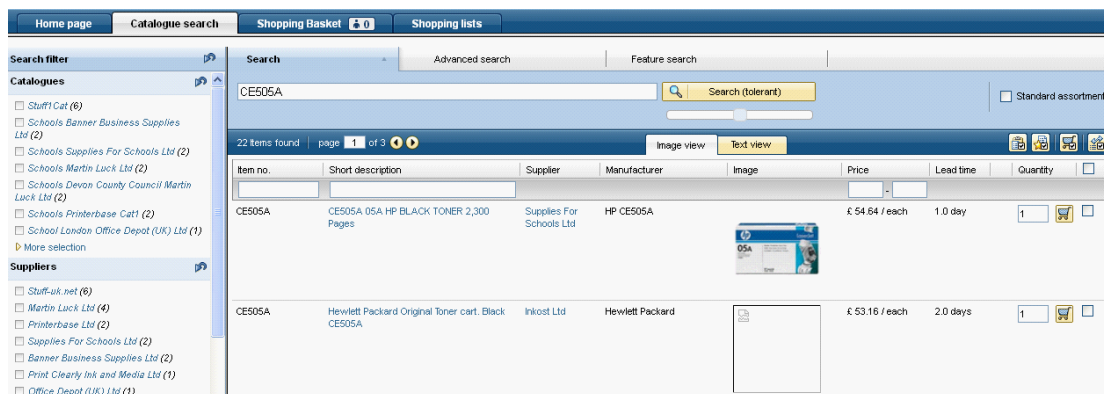 Home page Catalogue search Shopping Basket 0 Shopping lists
Search filter
Catalogues
Stuff1Cat (6)
Schools Banner Business Supplies
Ltd (2)
Schools Supplies For Schools Ltd (2)
Schools Martin Luck Ltd (2)
Schools Devon County Council Martin
Luck Ltd (2)
Schools Printerbase Cat1 (2)
School London Office Depot (UK) Ltd (1)
More selection
Suppliers
Stuff-uk.net (6)
Martin Luck Ltd (4)
Printerbase Ltd (2)
Supplies For Schools Ltd (2)
Banner Business Supplies Ltd (2)
Print Clearly Ink and Media Ltd (1)
Office Depot (UK) Ltd (1)
Search Advanced search Feature search
CE505A Search (tolerant) Standard assortment
22 Items found page 1 of 3 Image view Text view
Item no. Short description Supplier Manufacturer Image Price Lead time Quantity
-
CE505A CE505A 05A HP BLACK TONER 2,300 Supplies For HP CE505A £ 54.64 / each 1.0 day 1
Pages Schools Ltd
hp
05A
CE505A Hewlett Packard Original Toner cart. Black Inkost Ltd Hewlett Packard £ 53.16 / each 2.0 days 1
CE505A